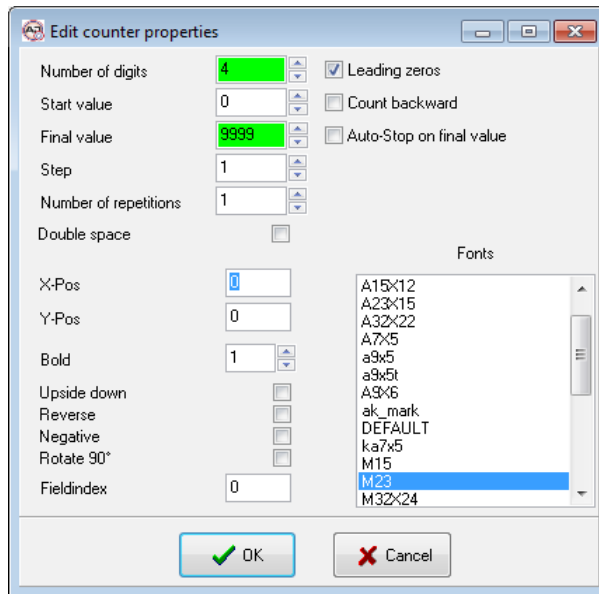 Edit counter properties
Number of digits 4 Leading zeros
Start value 0 Count backward
Final value 9999 Auto-Stop on final value
Step 1
Number of repetitions 1
Double space
Fonts
X-Pos 0
Y-Pos 0
Bold 1
Upside down
Reverse
Negative
Rotate 90°
Fieldindex 0
A15X12
A23X15
A32X22
A7X5
a9x5
a9x5t
A9X6
ak_mark
DEFAULT
ka7x5
M15
M23
M32X24
OK Cancel